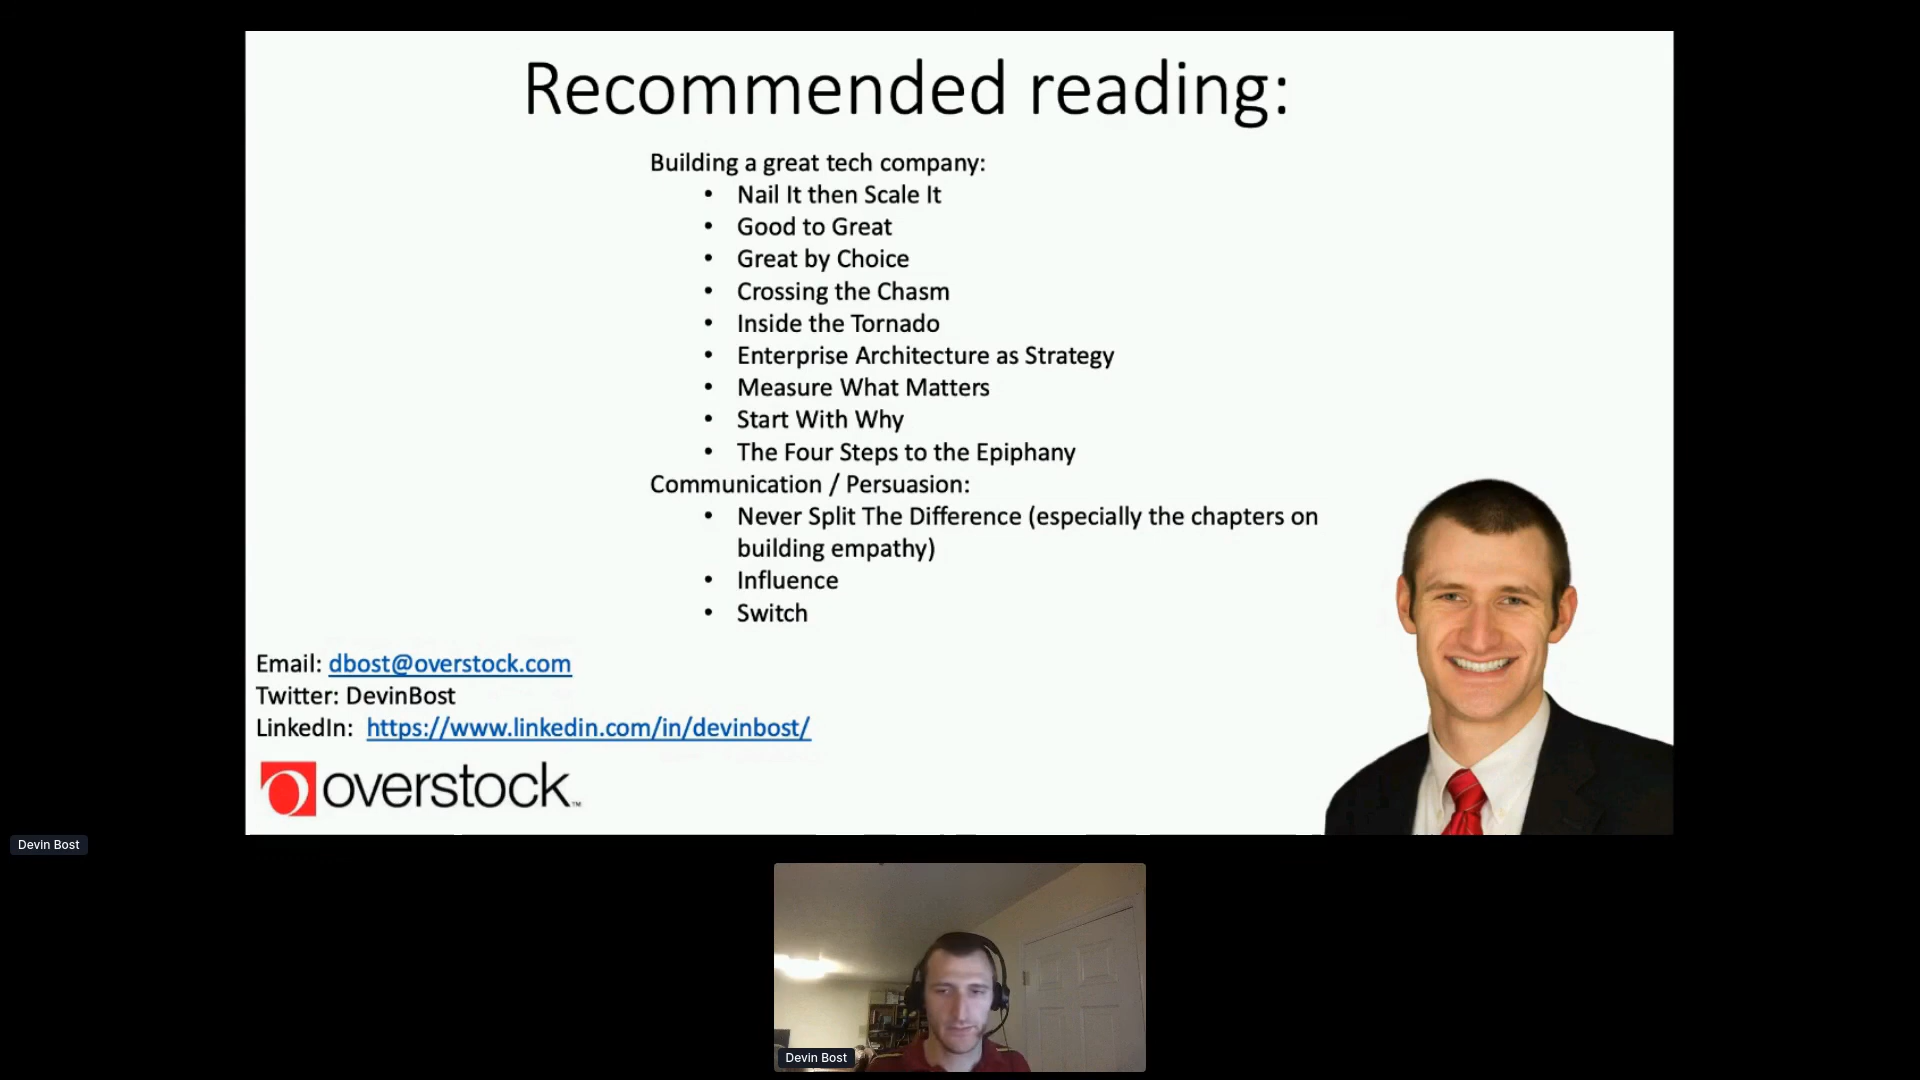 Recommended reading:
Building a great tech company:
• Nail It then Scale It
• Good to Great
• Great by Choice
• Crossing the Chasm
• Inside the Tornado
• Enterprise Architecture as Strategy
• Measure What Matters
• Start With Why
• The Four Steps to the Epiphany
Communication / Persuasion:
• Never Split The Difference (especially the chapters on
building empathy)
• Influence
• Switch
Email: dbost@overstock.com
Twitter: DevinBost
LinkedIn: https://www.linkedin.com/in/devinbost/
overstock™
Devin Bost
Devin Bost